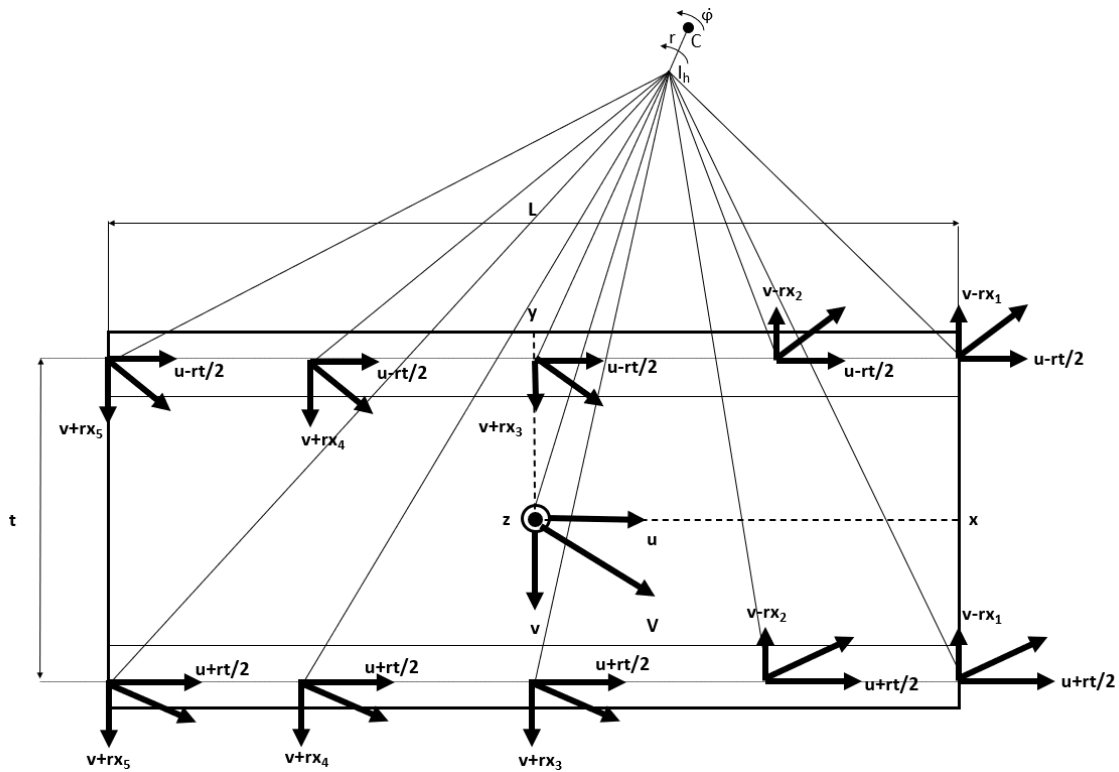 φ̇
r
C
Iₕ
L
v-rx₂
v-rx₁
y
u-rt/2
u-rt/2
u-rt/2
u-rt/2
u-rt/2
v+rx₅
v+rx₄
v+rx₃
t
z
x
u
v
V
v-rx₂
v-rx₁
u+rt/2
u+rt/2
u+rt/2
u+rt/2
u+rt/2
v+rx₅
v+rx₄
v+rx₃